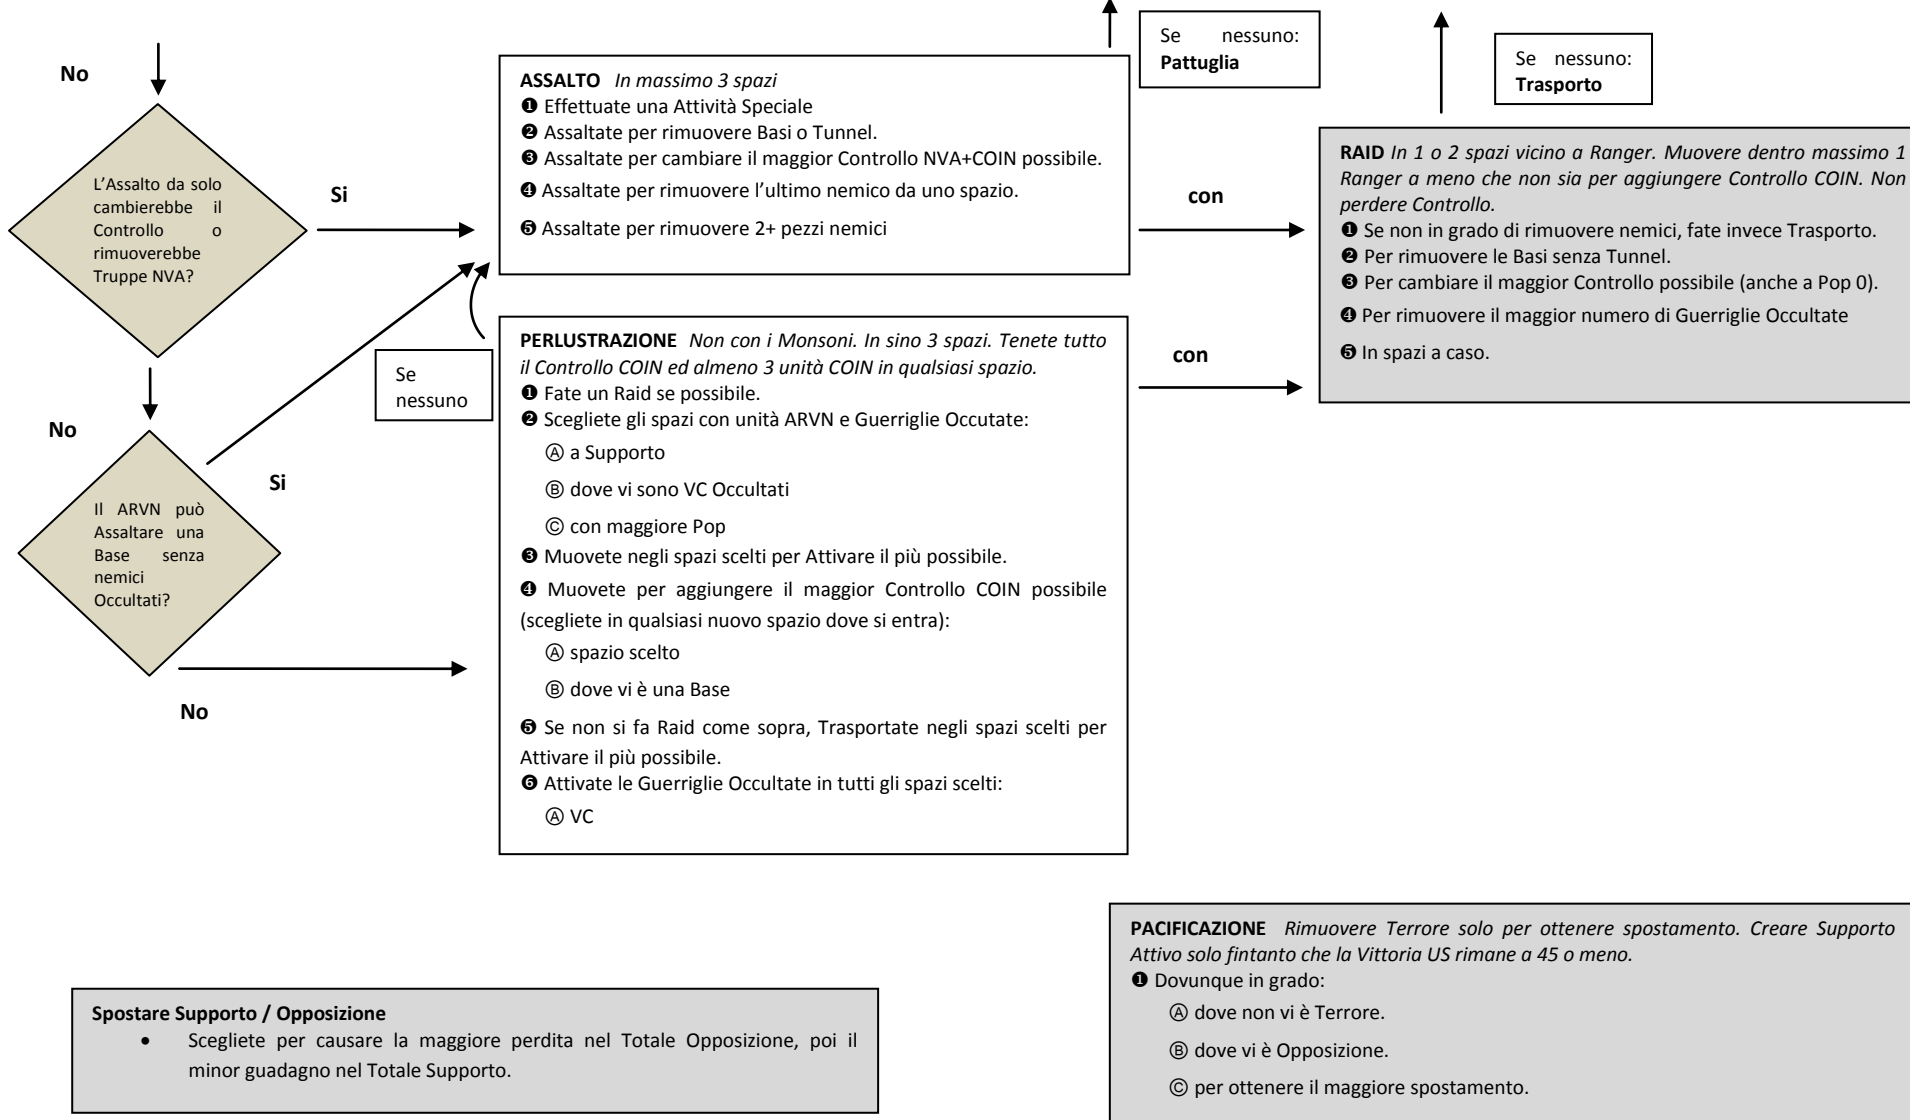 No
L'Assalto da solo
cambierebbe il
Controllo o
rimuoverebbe
Truppe NVA?
Si
No
Il ARVN può
Assaltare una
Base senza
nemici
Occultati?
Si
No
Se
nessuno
ASSALTO In massimo 3 spazi
❶ Effettuate una Attività Speciale
❷ Assaltate per rimuovere Basi o Tunnel.
❸ Assaltate per cambiare il maggior Controllo NVA+COIN possibile.
❹ Assaltate per rimuovere l'ultimo nemico da uno spazio.
❺ Assaltate per rimuovere 2+ pezzi nemici
PERLUSTRAZIONE Non con i Monsoni. In sino 3 spazi. Tenete tutto
il Controllo COIN ed almeno 3 unità COIN in qualsiasi spazio.
❶ Fate un Raid se possibile.
❷ Scegliete gli spazi con unità ARVN e Guerriglie Occutate:
Ⓐ a Supporto
Ⓑ dove vi sono VC Occultati
Ⓒ con maggiore Pop
❸ Muovete negli spazi scelti per Attivare il più possibile.
❹ Muovete per aggiungere il maggior Controllo COIN possibile
(scegliete in qualsiasi nuovo spazio dove si entra):
Ⓐ spazio scelto
Ⓑ dove vi è una Base
❺ Se non si fa Raid come sopra, Trasportate negli spazi scelti per
Attivare il più possibile.
❻ Attivate le Guerriglie Occultate in tutti gli spazi scelti:
Ⓐ VC
con
con
Se nessuno:
Pattuglia
Se nessuno:
Trasporto
RAID In 1 o 2 spazi vicino a Ranger. Muovere dentro massimo 1
Ranger a meno che non sia per aggiungere Controllo COIN. Non
perdere Controllo.
❶ Se non in grado di rimuovere nemici, fate invece Trasporto.
❷ Per rimuovere le Basi senza Tunnel.
❸ Per cambiare il maggior Controllo possibile (anche a Pop 0).
❹ Per rimuovere il maggior numero di Guerriglie Occultate
❺ In spazi a caso.
Spostare Supporto / Opposizione
• Scegliete per causare la maggiore perdita nel Totale Opposizione, poi il
minor guadagno nel Totale Supporto.
PACIFICAZIONE Rimuovere Terrore solo per ottenere spostamento. Creare Supporto
Attivo solo fintanto che la Vittoria US rimane a 45 o meno.
❶ Dovunque in grado:
Ⓐ dove non vi è Terrore.
Ⓑ dove vi è Opposizione.
Ⓒ per ottenere il maggiore spostamento.